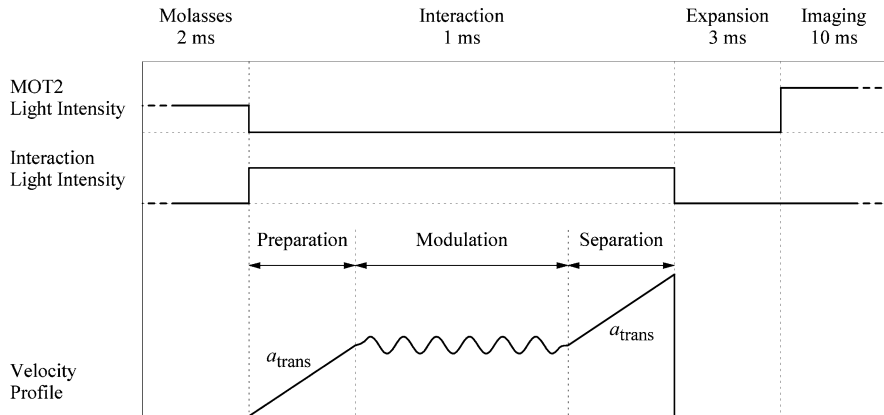 Molasses
2 ms
Interaction
1 ms
Expansion
3 ms
Imaging
10 ms
MOT2
Light Intensity
Interaction
Light Intensity
Preparation
Modulation
Separation
a_trans
a_trans
Velocity
Profile